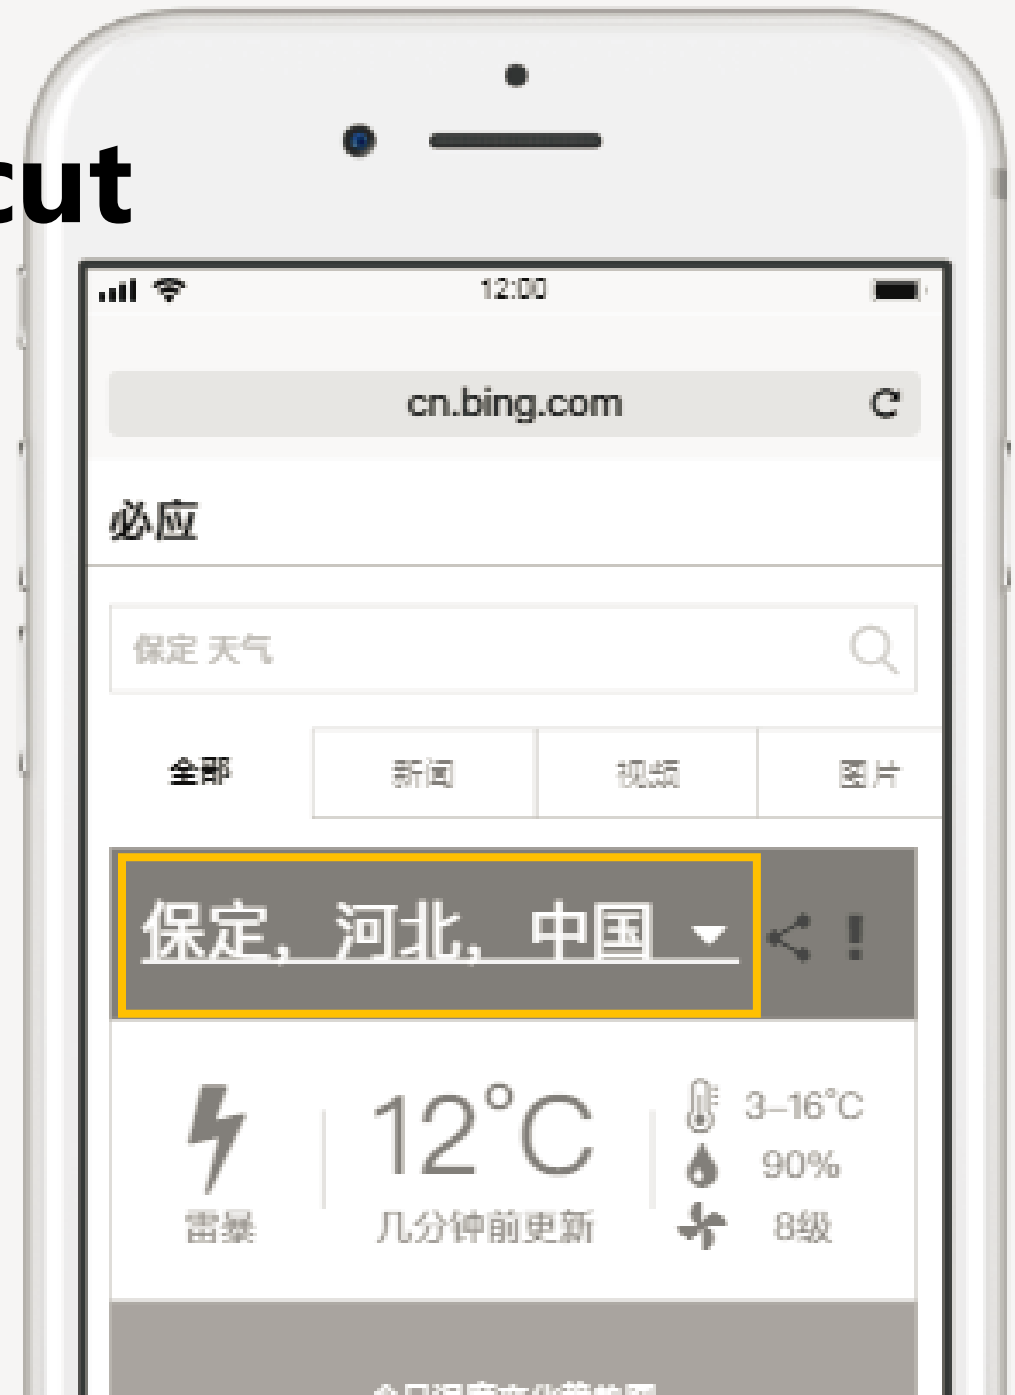 cut
12:00
cn.bing.com
必应
保定 天气
全部 新闻 视频 图片
保定， 河北， 中国
12°C
3–16°C
90%
雷暴 几分钟前更新 8级